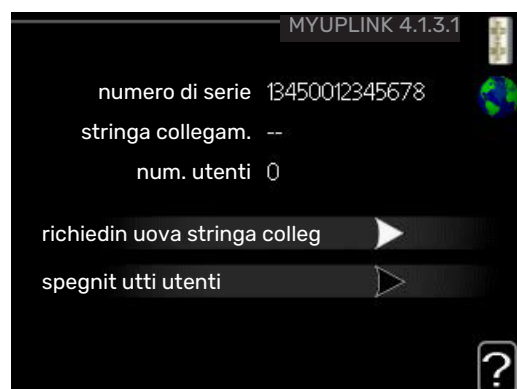 MYUPLINK 4.1.3.1
numero di serie 13450012345678
stringa collegam. --
num. utenti 0
richiedin uova stringa colleg
spegnit utti utenti
?